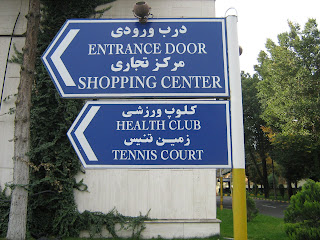 درب ورودی
ENTRANCE DOOR
مرکز تجاری
SHOPPING CENTER
کلوپ ورزشی
HEALTH CLUB
زمین تنیس
TENNIS COURT